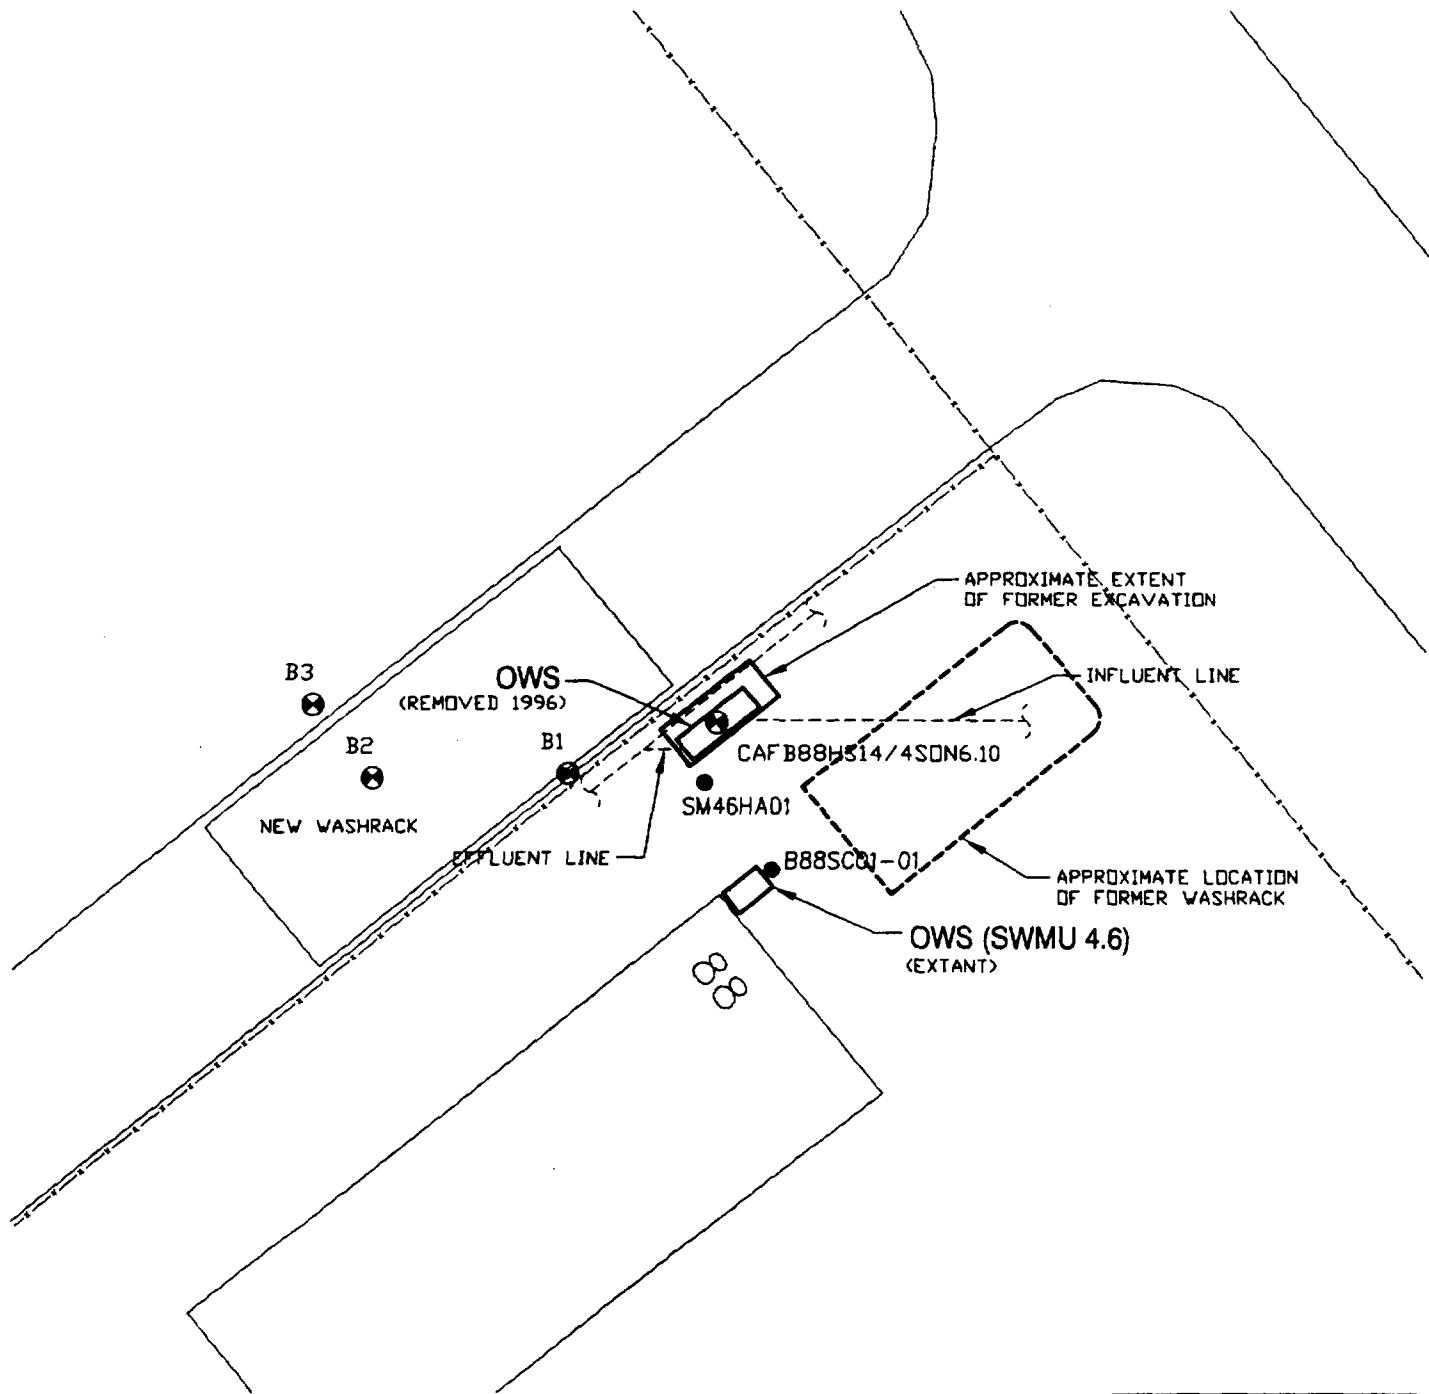 APPROXIMATE EXTENT
OF FORMER EXCAVATION
B3
OWS
(REMOVED 1996)
INFLUENT LINE
B2
B1
CAFB88HS14/4SDN6.10
SM46HA01
NEW WASHRACK
EFFLUENT LINE
B88SC01-01
APPROXIMATE LOCATION
OF FORMER WASHRACK
OWS (SWMU 4.6)
(EXTANT)
88